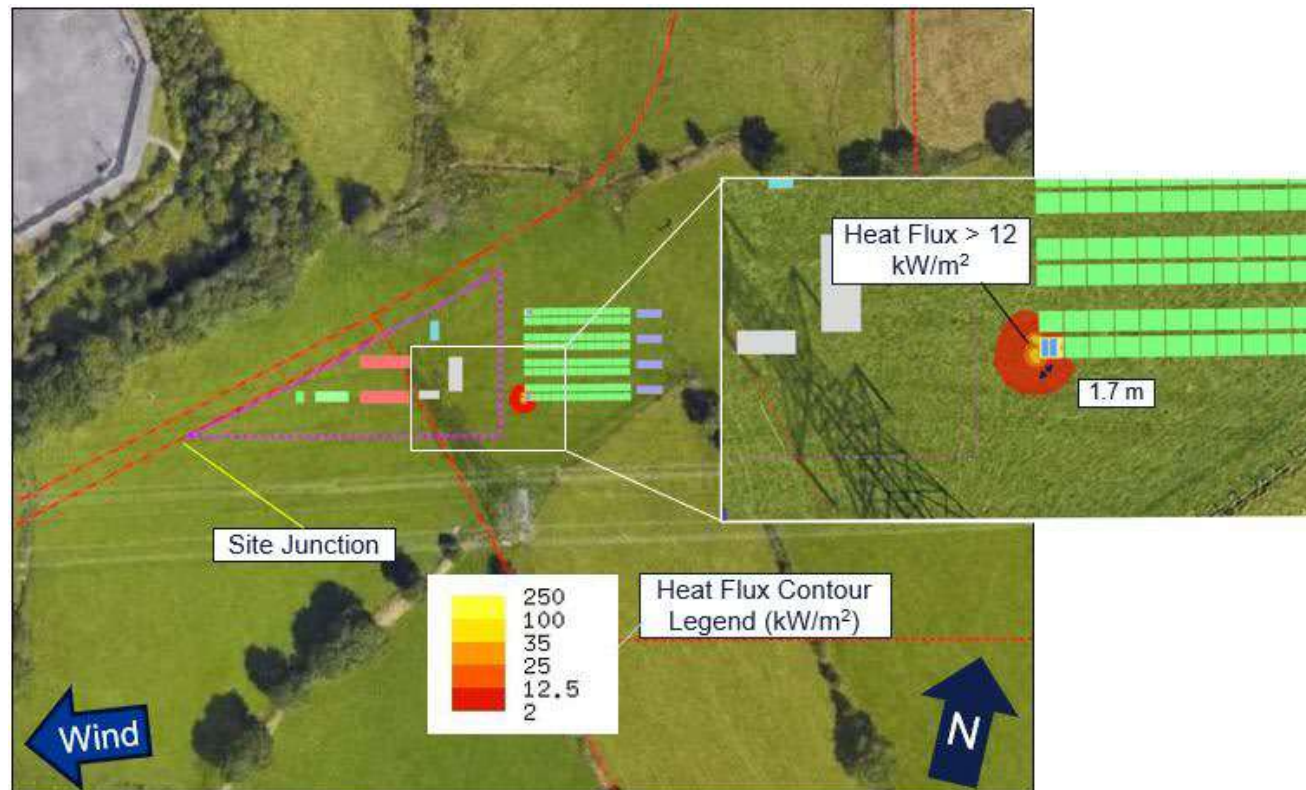 Heat Flux > 12
kW/m²
1.7 m
Site Junction
250
100
35
25
12.5
2
Heat Flux Contour
Legend (kW/m²)
Wind
N